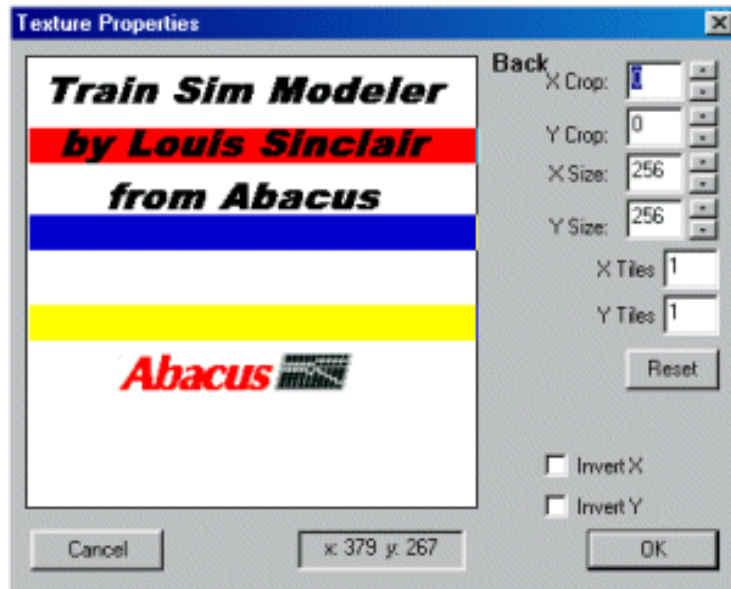 Texture Properties
Train Sim Modeler
by Louis Sinclair
from Abacus
Abacus
Back
X Crop: 0
Y Crop: 0
X Size: 256
Y Size: 256
X Tiles 1
Y Tiles 1
Reset
Invert X
Invert Y
Cancel
x: 379 y: 267
OK